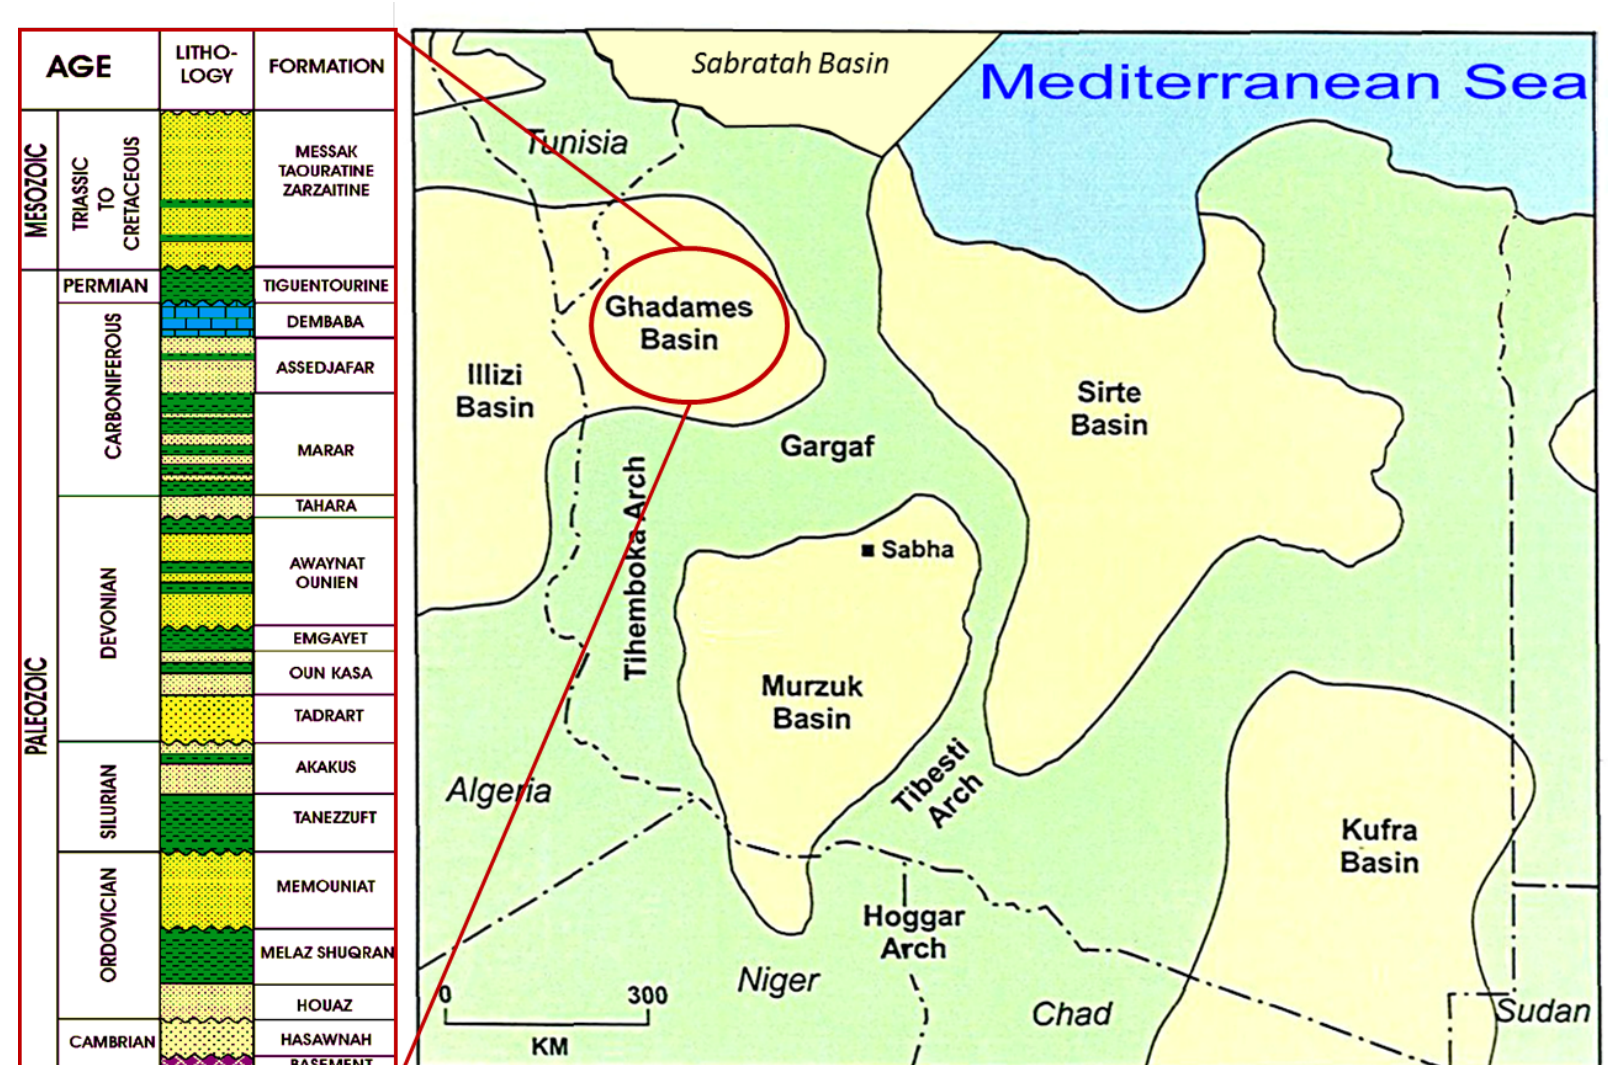 AGE
LITHO-
LOGY
FORMATION
MESOZOIC
TRIASSIC
TO
CRETACEOUS
MESSAK
TAOURATINE
ZARZAITINE
PALEOZOIC
PERMIAN
TIGUENTOURINE
CARBONIFEROUS
DEMBABA
ASSEDJAFAR
MARAR
DEVONIAN
TAHARA
AWAYNAT
OUNIEN
EMGAYET
OUN KASA
TADRART
SILURIAN
AKAKUS
TANEZZUFT
ORDOVICIAN
MEMOUNIAT
MELAZ SHUQRAN
HOUAZ
CAMBRIAN
HASAWNAH
BASEMENT
Sabratah Basin
Mediterranean Sea
Tunisia
Ghadames
Basin
Illizi
Basin
Sirte
Basin
Gargaf
Tihemboka Arch
Sabha
Murzuk
Basin
Algeria
Tibesti
Arch
Kufra
Basin
Hoggar
Arch
Niger
Chad
Sudan
0 300
KM